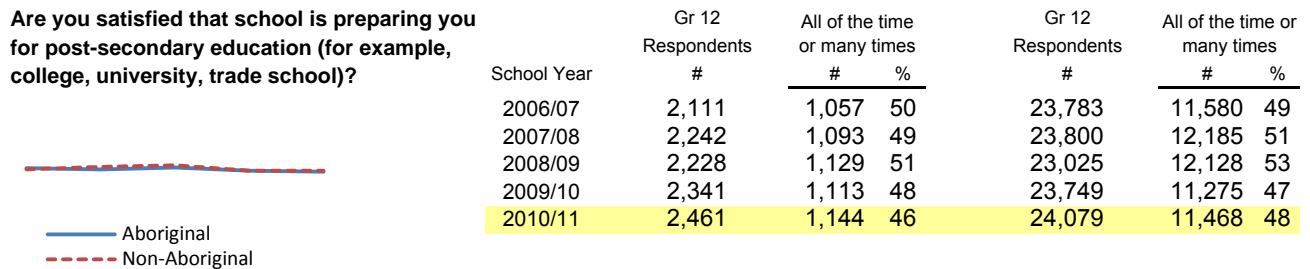 Are you satisfied that school is preparing you
for post-secondary education (for example,
college, university, trade school)?
Aboriginal
Non-Aboriginal
Gr 12 All of the time Gr 12 All of the time or
Respondents or many times Respondents many times
School Year # # % # # %
2006/07 2,111 1,057 50 23,783 11,580 49
2007/08 2,242 1,093 49 23,800 12,185 51
2008/09 2,228 1,129 51 23,025 12,128 53
2009/10 2,341 1,113 48 23,749 11,275 47
2010/11 2,461 1,144 46 24,079 11,468 48